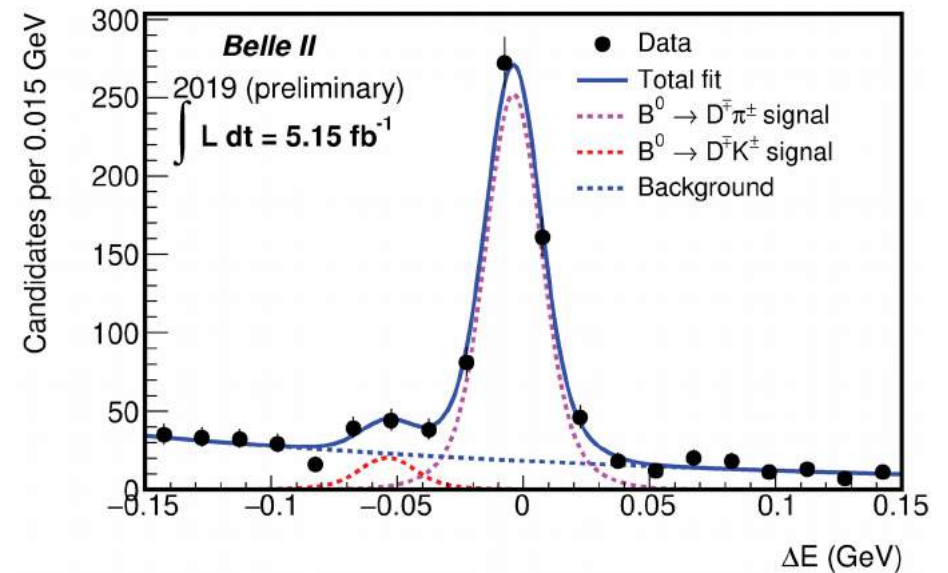 Candidates per 0.015 GeV
300
250
200
150
100
50
0
Belle II
2019 (preliminary)
∫ L dt = 5.15 fb⁻¹
Data
Total fit
B⁰ → D∓π± signal
B⁰ → D∓K± signal
Background
−0.15 −0.1 −0.05 0 0.05 0.1 0.15
ΔE (GeV)